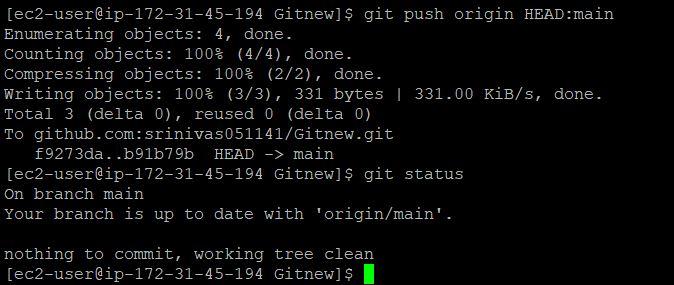 [ec2-user@ip-172-31-45-194 Gitnew]$ git push origin HEAD:main
Enumerating objects: 4, done.
Counting objects: 100% (4/4), done.
Compressing objects: 100% (2/2), done.
Writing objects: 100% (3/3), 331 bytes | 331.00 KiB/s, done.
Total 3 (delta 0), reused 0 (delta 0)
To github.com:srinivas051141/Gitnew.git
   f9273da..b91b79b  HEAD -> main
[ec2-user@ip-172-31-45-194 Gitnew]$ git status
On branch main
Your branch is up to date with 'origin/main'.

nothing to commit, working tree clean
[ec2-user@ip-172-31-45-194 Gitnew]$